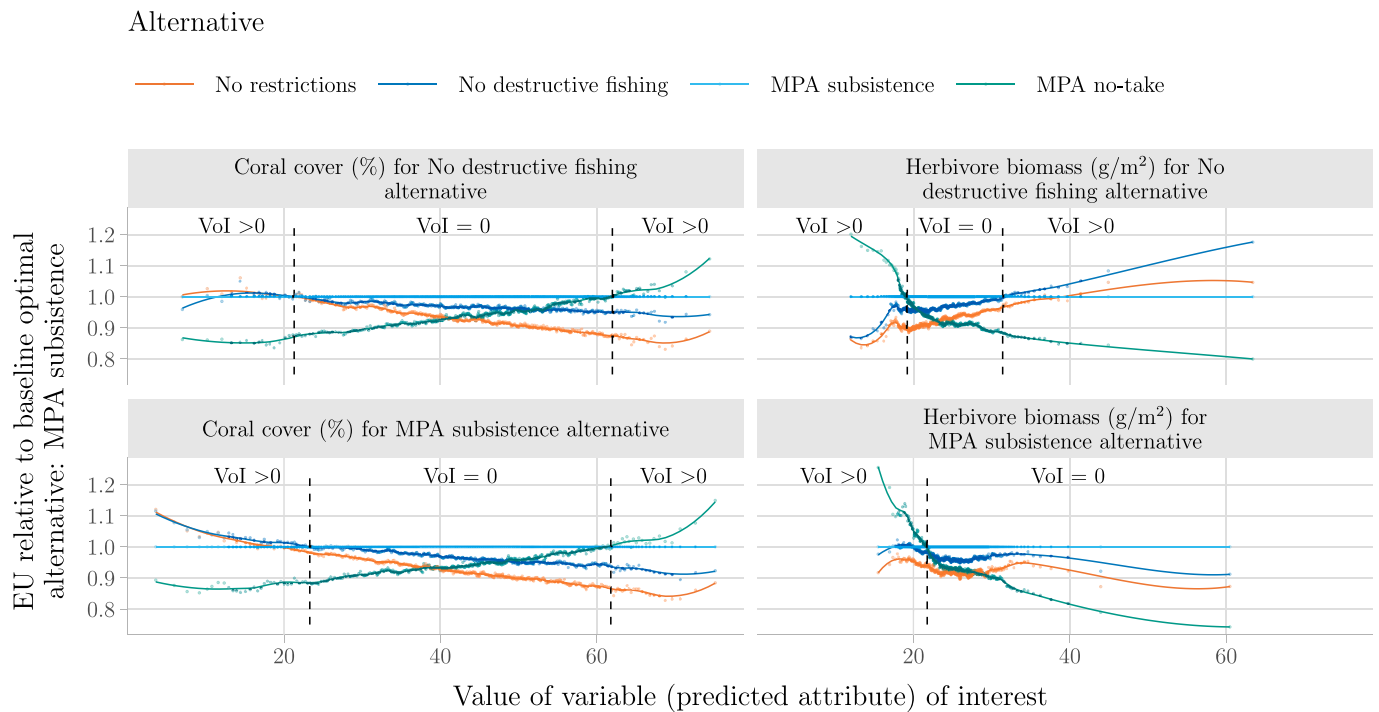 Alternative
No restrictions No destructive fishing MPA subsistence MPA no-take
Coral cover (%) for No destructive fishing
alternative
Herbivore biomass (g/m²) for No
destructive fishing alternative
VoI >0 VoI = 0 VoI >0
VoI >0 VoI = 0 VoI >0
1.2
1.1
1.0
0.9
0.8
Coral cover (%) for MPA subsistence alternative
Herbivore biomass (g/m²) for
MPA subsistence alternative
VoI >0 VoI = 0 VoI >0
VoI >0 VoI = 0
1.2
1.1
1.0
0.9
0.8
20 40 60
20 40 60
EU relative to baseline optimal
alternative: MPA subsistence
Value of variable (predicted attribute) of interest